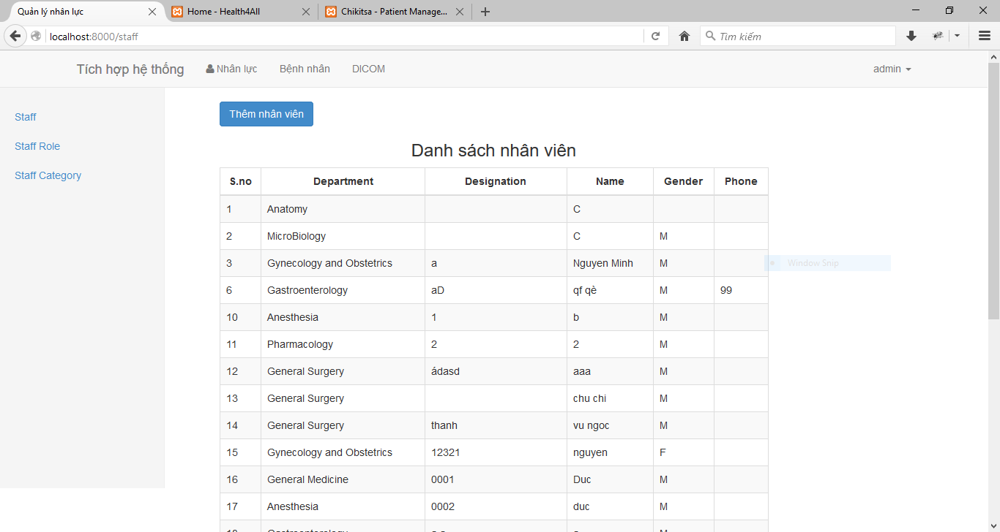 Quản lý nhân lực
Home - Health4All
Chikitsa - Patient Manage...
localhost:8000/staff
Tìm kiếm
Tích hợp hệ thống
Nhân lực
Bệnh nhân
DICOM
admin
Staff
Staff Role
Staff Category
Thêm nhân viên
Danh sách nhân viên
S.no Department Designation Name Gender Phone
1 Anatomy C
2 MicroBiology C M
3 Gynecology and Obstetrics a Nguyen Minh M
6 Gastroenterology aD qf qè M 99
10 Anesthesia 1 b M
11 Pharmacology 2 2 M
12 General Surgery ádasd aaa M
13 General Surgery chu chi M
14 General Surgery thanh vu ngoc M
15 Gynecology and Obstetrics 12321 nguyen F
16 General Medicine 0001 Duc M
17 Anesthesia 0002 duc M
Window Snip